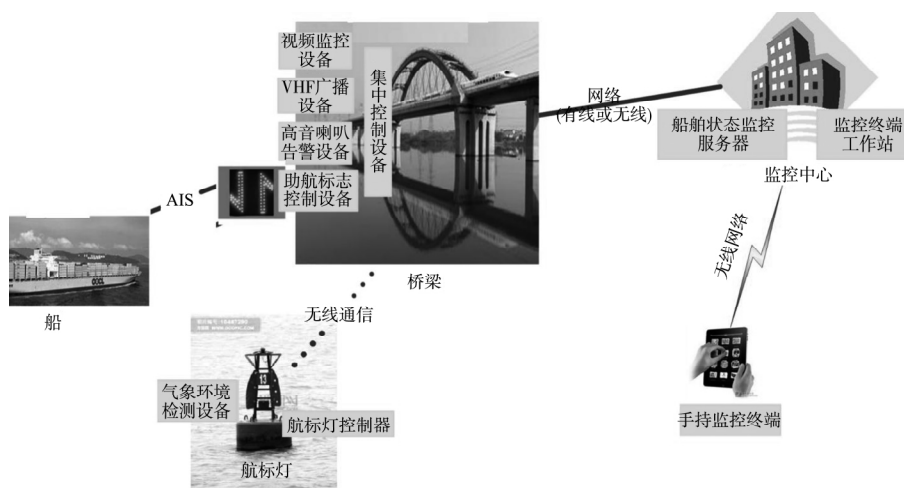 视频监控
设备
VHF广播
设备
高音喇叭
告警设备
助航标志
控制设备
集中控制设备
网络
(有线或无线)
船舶状态监控
服务器
监控终端
工作站
监控中心
AIS
桥梁
船
无线通信
无线网络
13
气象环境
检测设备
航标灯控制器
航标灯
手持监控终端